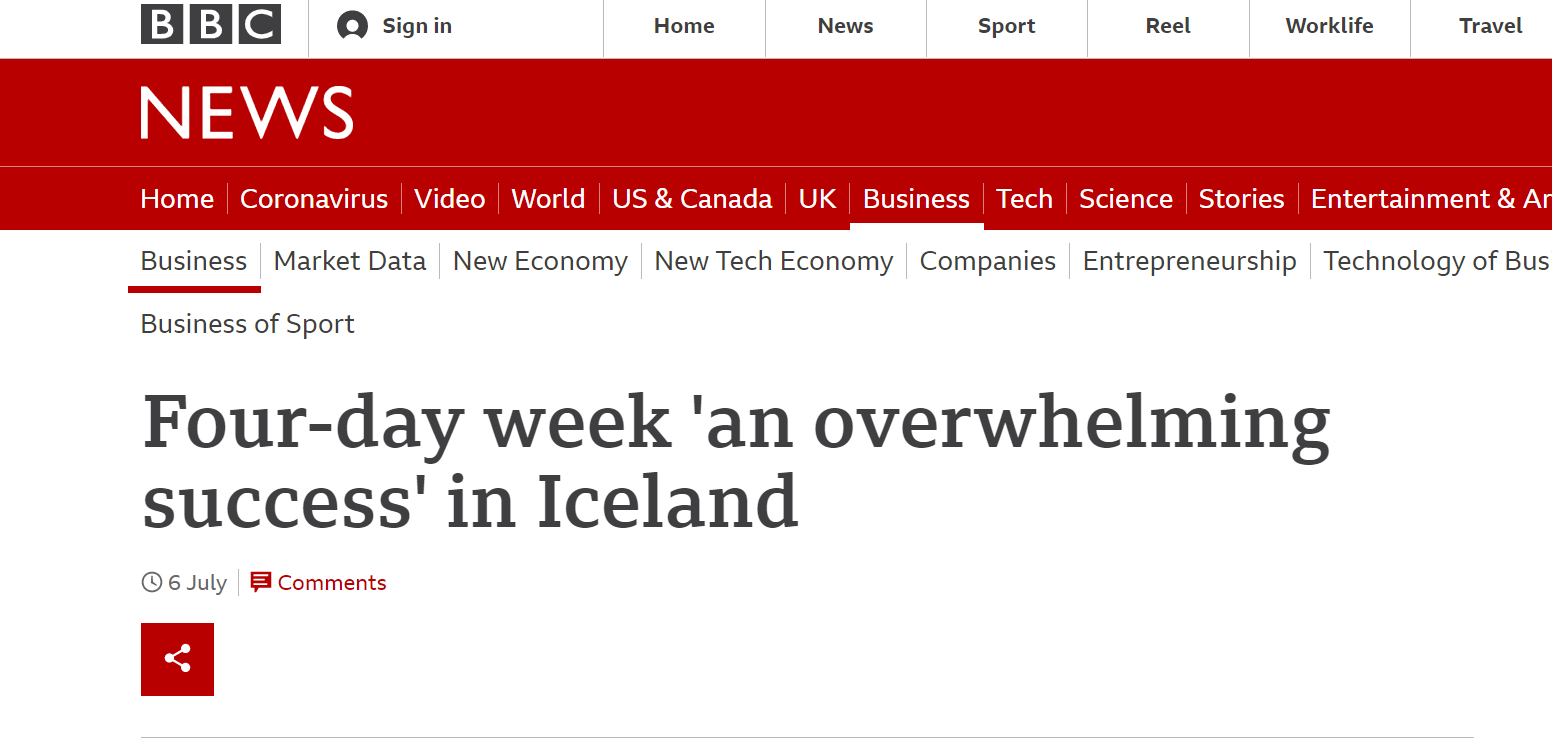 BBC Sign in Home News Sport Reel Worklife Travel
NEWS
Home Coronavirus Video World US & Canada UK Business Tech Science Stories Entertainment & Ar
Business Market Data New Economy New Tech Economy Companies Entrepreneurship Technology of Bus
Business of Sport
Four-day week 'an overwhelming
success' in Iceland
6 July Comments